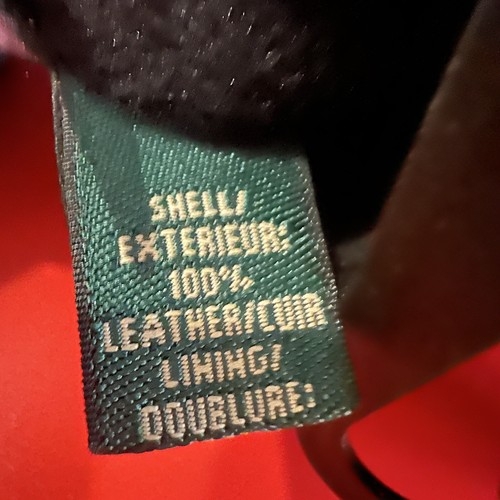 SHELL/
EXTERIEUR:
100%
LEATHER/CUIR
LINING/
DOUBLURE: